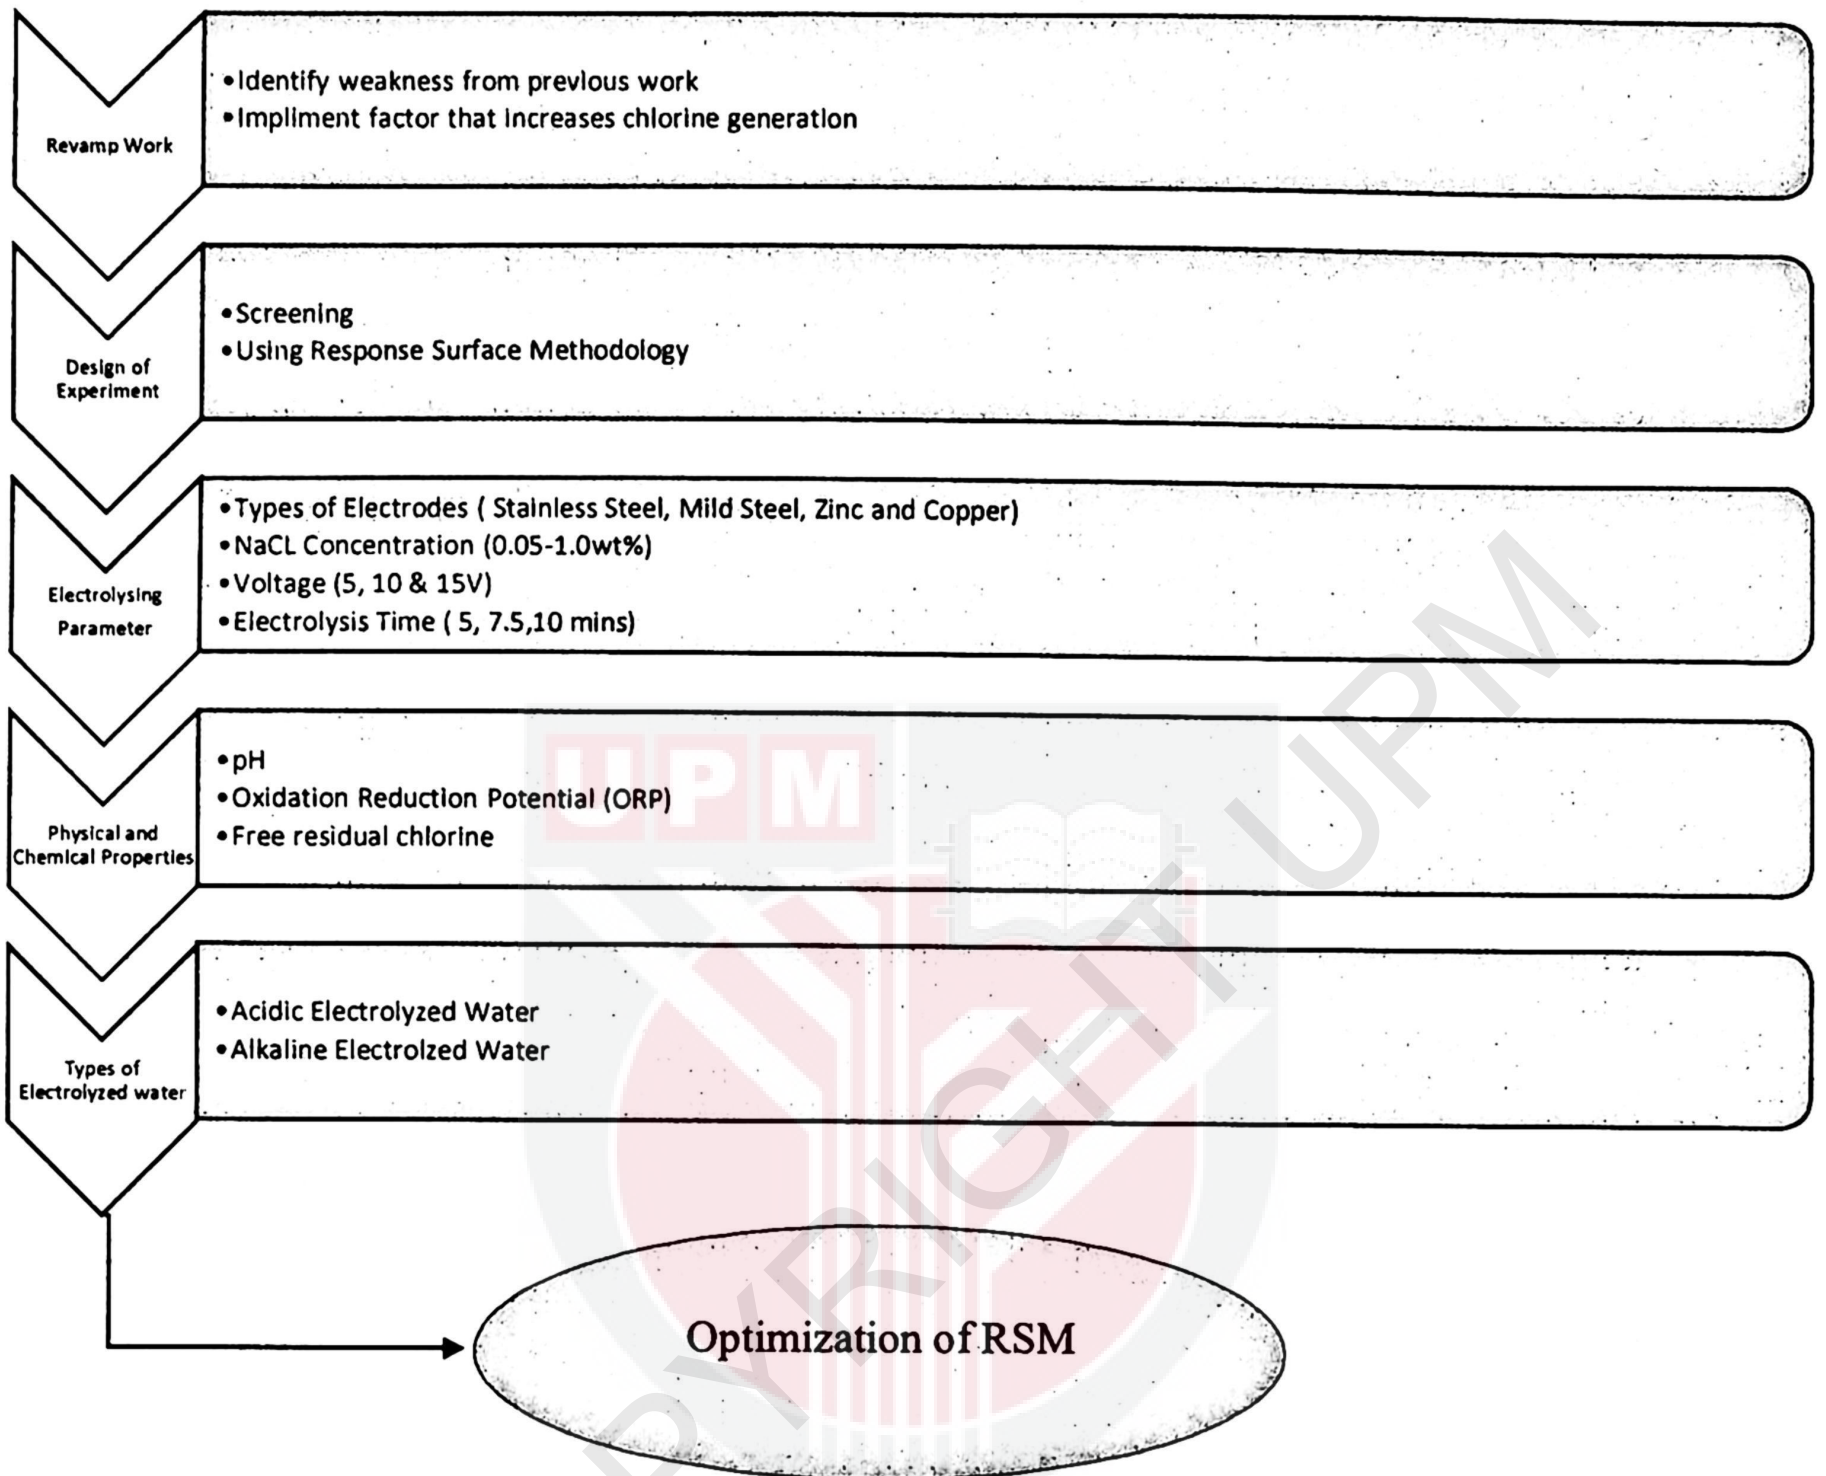 Revamp Work
•Identify weakness from previous work
•Impliment factor that increases chlorine generation
Design of
Experiment
•Screening
•Using Response Surface Methodology
Electrolysing
Parameter
•Types of Electrodes ( Stainless Steel, Mild Steel, Zinc and Copper)
•NaCL Concentration (0.05-1.0wt%)
•Voltage (5, 10 & 15V)
•Electrolysis Time ( 5, 7.5,10 mins)
Physical and
Chemical Properties
•pH
•Oxidation Reduction Potential (ORP)
•Free residual chlorine
UPM
Types of
Electrolyzed water
•Acidic Electrolyzed Water
•Alkaline Electrolzed Water
Optimization of RSM
PYRIGHT UPM